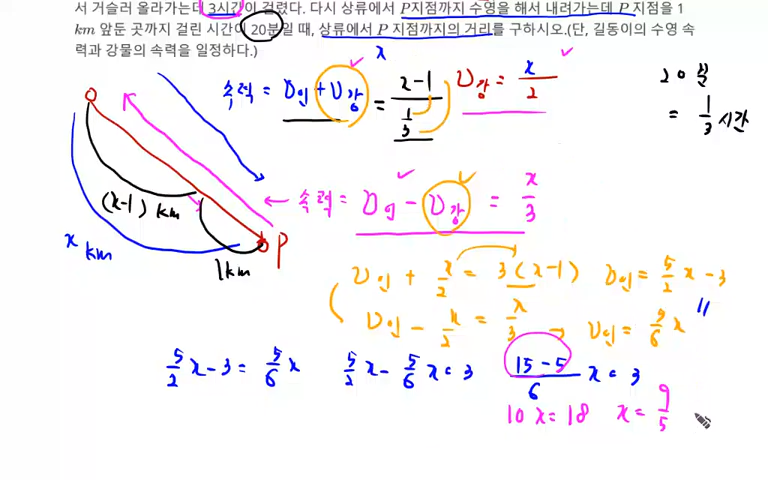 서 거슬러 올라가는데 3시간이 걸렸다. 다시 상류에서 P지점까지 수영을 해서 내려가는데 P 지점을 1
km 앞둔 곳까지 걸린 시간이 20분일 때, 상류에서 P 지점까지의 거리를 구하시오.(단, 길동이의 수영 속
력과 강물의 속력을 일정하다.)
x
속력 = v길 + v강 = (x-1)/(1/3)
v강 = x/2
20분
= 1/3 시간
(x-1) km
x km
1km
P
← 속력 = v길 - v강 = x/3
v길 + x/2 = 3(x-1) v길 = 5/2 x - 3
v길 - x/2 = x/3 → v길 = 5/6 x
5/2 x - 3 = 5/6 x 5/2 x - 5/6 x = 3 (15-5)/6 x = 3
10x = 18 x = 9/5